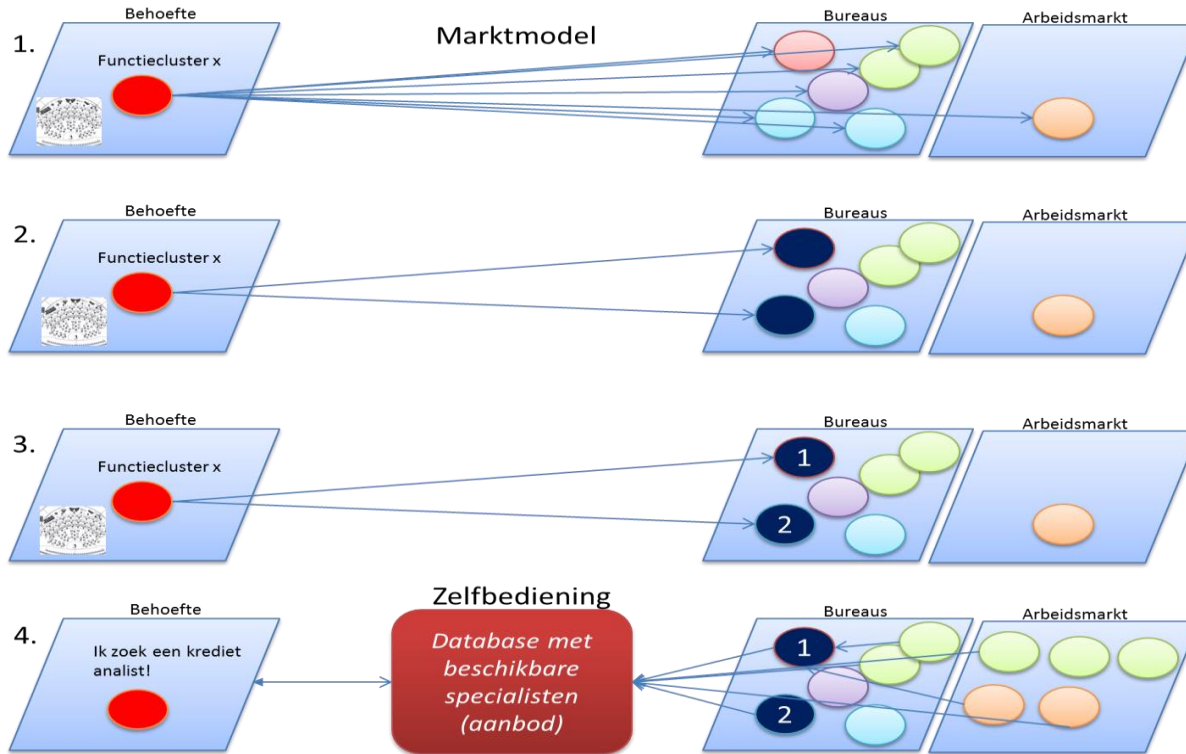 Behoefte
Bureaus
Arbeidsmarkt
1.
Marktmodel
Functiecluster x
Behoefte
Bureaus
Arbeidsmarkt
2.
Functiecluster x
Behoefte
Bureaus
Arbeidsmarkt
3.
Functiecluster x
1
2
Zelfbediening
Behoefte
Bureaus
Arbeidsmarkt
4.
Ik zoek een krediet
analist!
Database met
beschikbare
specialisten
(aanbod)
1
2